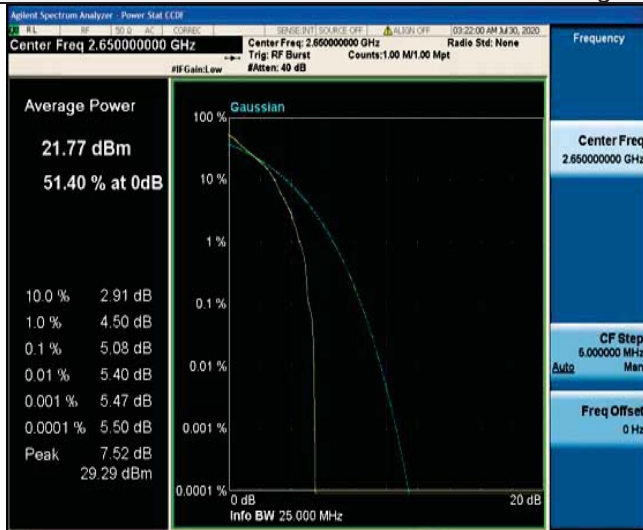 Agilent Spectrum Analyzer - Power Stat CCDF
RL RF 50 Ω AC CORREC SENSE:INT SOURCE OFF ALIGN OFF 03:22:00 AM Jul 30, 2020
Center Freq 2.650000000 GHz
Center Freq: 2.650000000 GHz Radio Std: None
Trig: RF Burst Counts:1.00 M/1.00 Mpt
#IFGain:Low #Atten: 40 dB
Frequency
Average Power
21.77 dBm
51.40 % at 0dB
10.0 % 2.91 dB
1.0 % 4.50 dB
0.1 % 5.08 dB
0.01 % 5.40 dB
0.001 % 5.47 dB
0.0001 % 5.50 dB
Peak 7.52 dB
29.29 dBm
Gaussian
100 %
10 %
1 %
0.1 %
0.01 %
0.001 %
0.0001 %
0 dB 20 dB
Info BW 25.000 MHz
Center Freq
2.650000000 GHz
CF Step
5.000000 MHz
Auto Man
Freq Offset
0 Hz